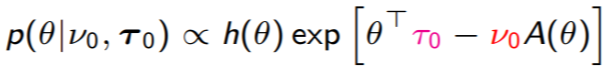 p(θ|ν₀, τ₀) ∝ h(θ) exp [θ^⊤ τ₀ − ν₀A(θ)]